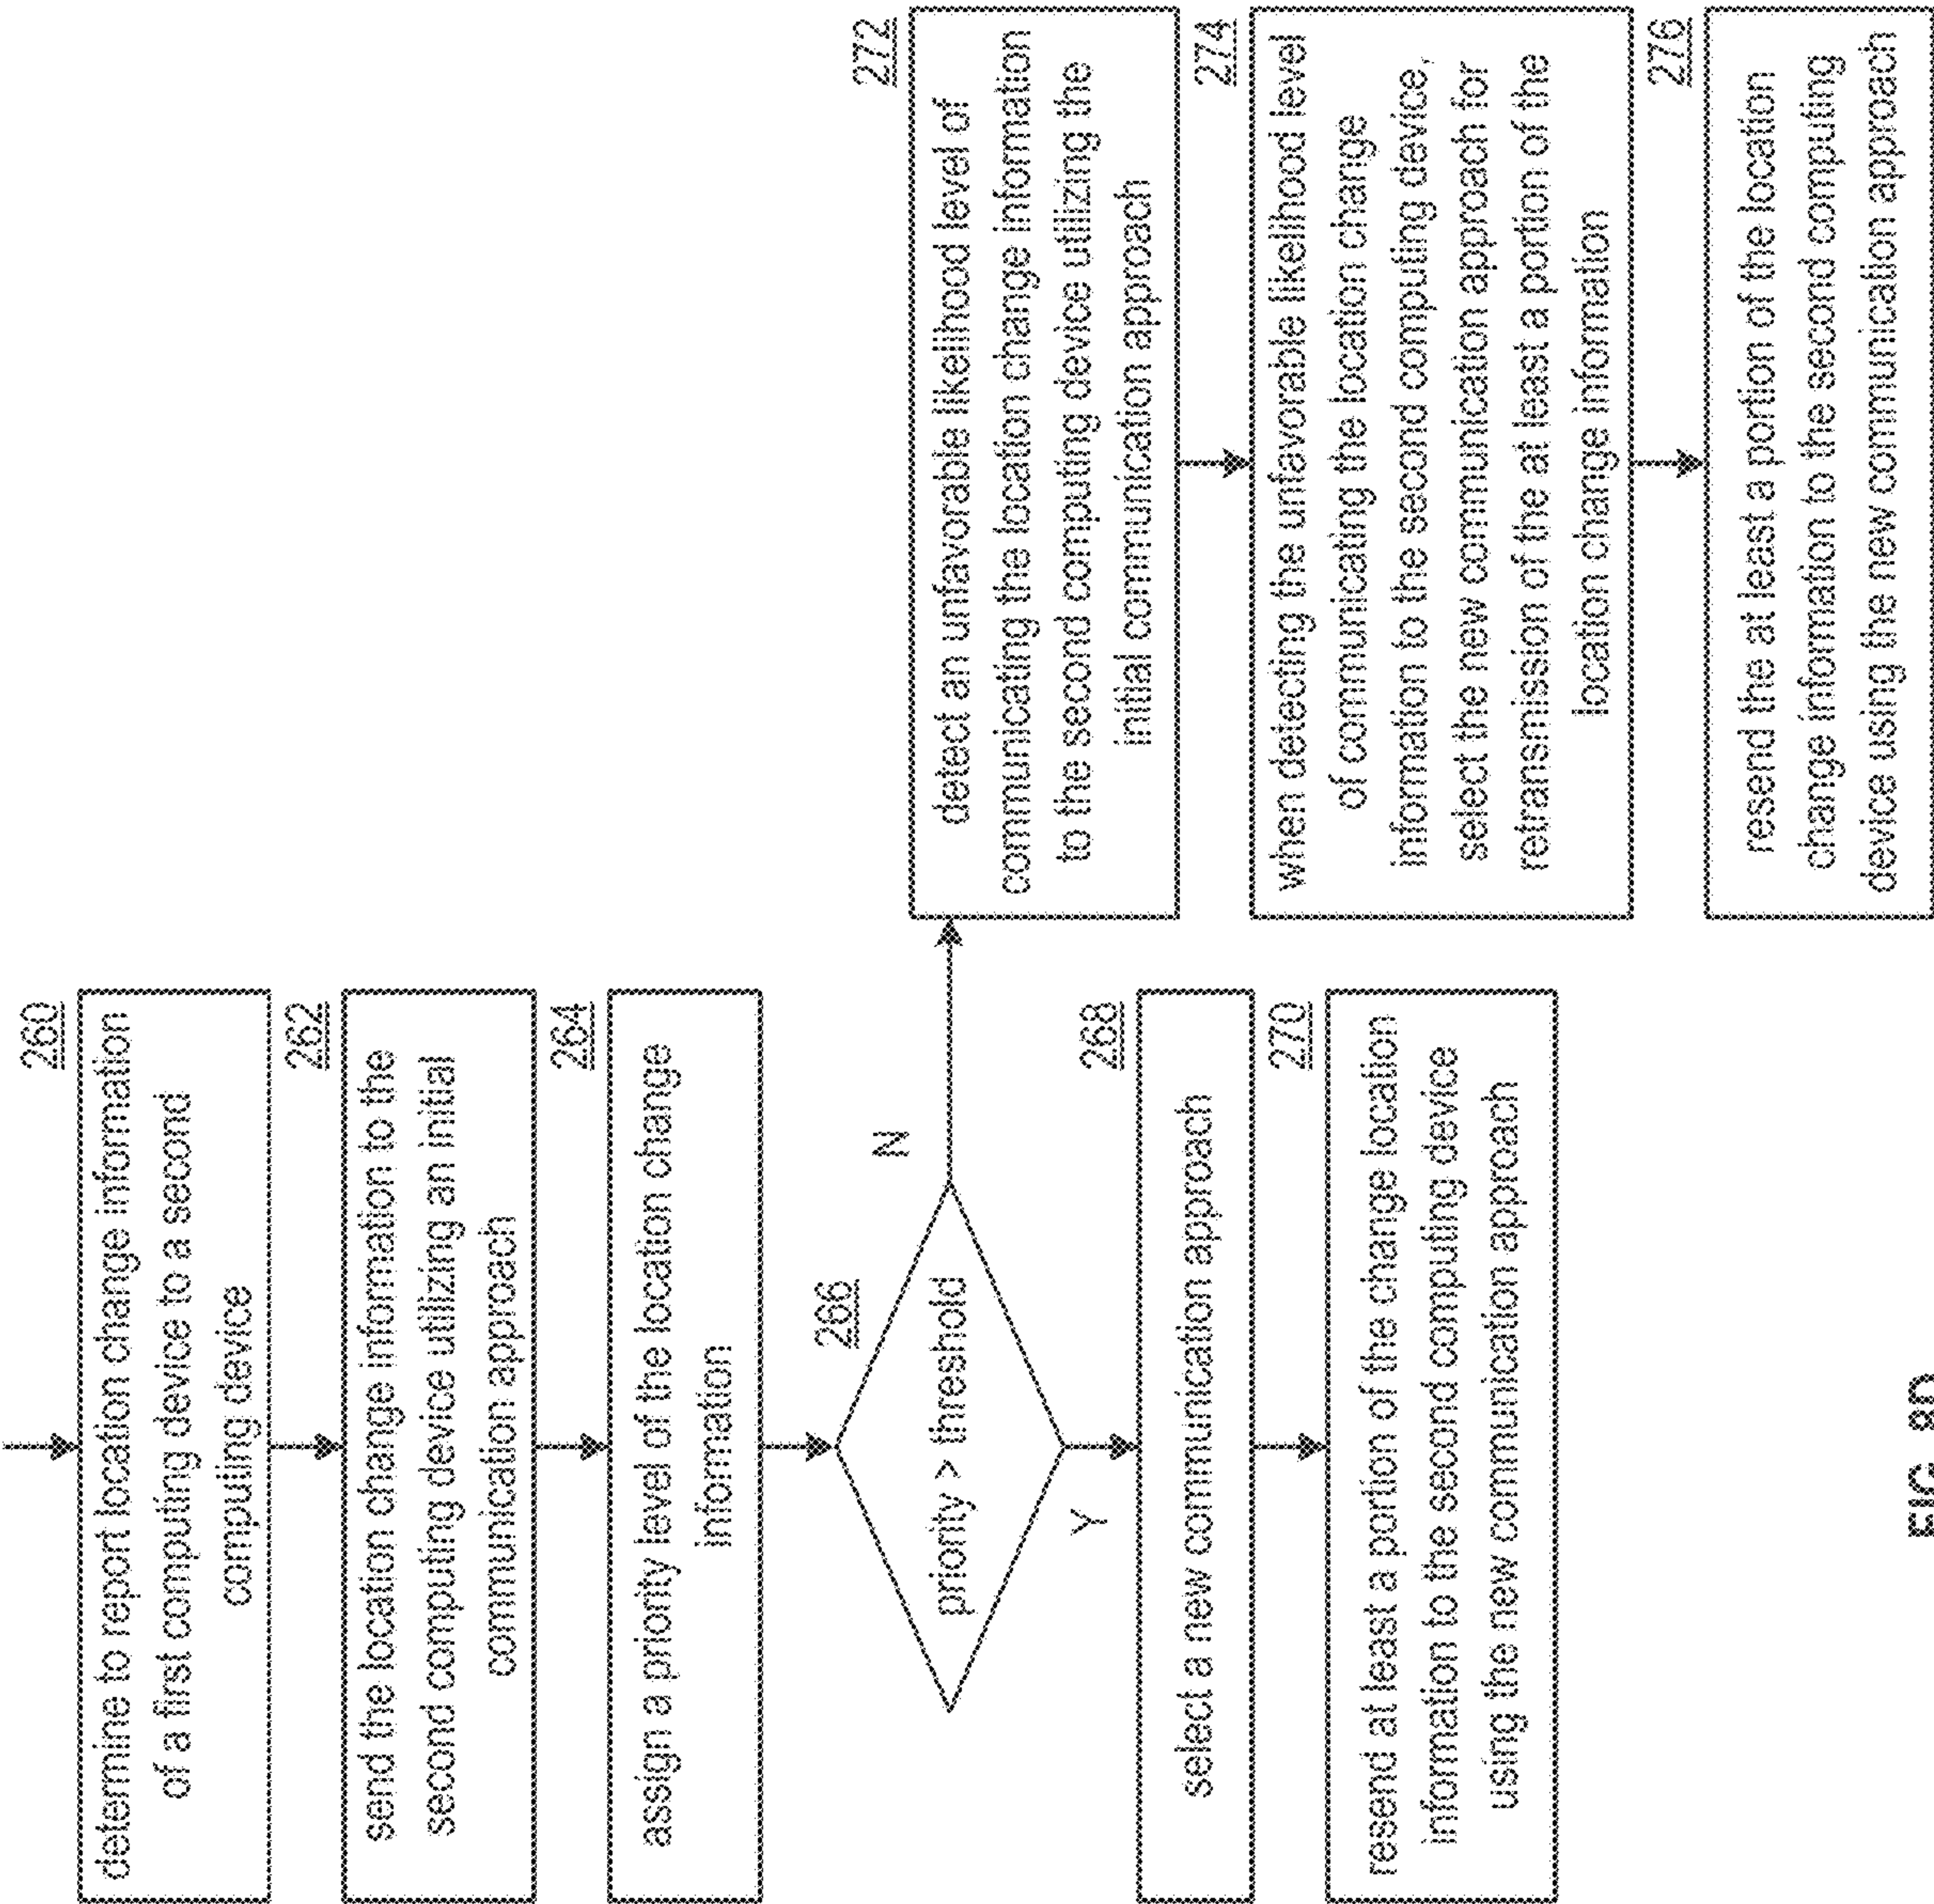 260
determine to report location change information
of a first computing device to a second
computing device
262
send the location change information to the
second computing device utilizing an initial
communication approach
264
assign a priority level of the location change
information
266
priority > threshold
N
Y
268
select a new communication approach
270
resend at least a portion of the change location
information to the second computing device
using the new communication approach
272
detect an unfavorable likelihood level of
communicating the location change information
to the second computing device utilizing the
initial communication approach
274
when detecting the unfavorable likelihood level
of communicating the location change
information to the second computing device,
select the new communication approach for
retransmission of the at least a portion of the
location change information
276
resend the at least a portion of the location
change information to the second computing
device using the new communication approach